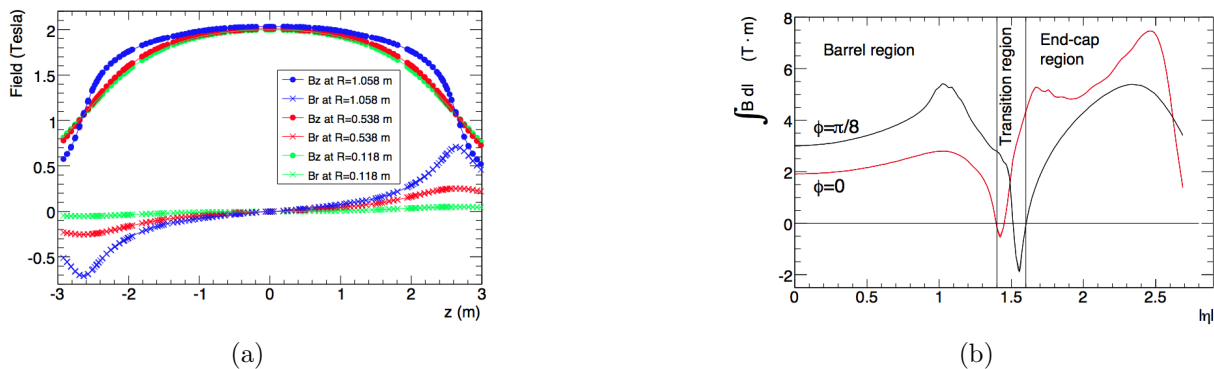 Field (Tesla)
2
1.5
1
0.5
0
-0.5
Bz at R=1.058 m
Br at R=1.058 m
Bz at R=0.538 m
Br at R=0.538 m
Bz at R=0.118 m
Br at R=0.118 m
-3 -2 -1 0 1 2 3
z (m)
(a)
∫B dl (T · m)
8
6
4
2
0
-2
Barrel region
Transition region
End-cap
region
ϕ=π/8
ϕ=0
0 0.5 1 1.5 2 2.5
|η|
(b)